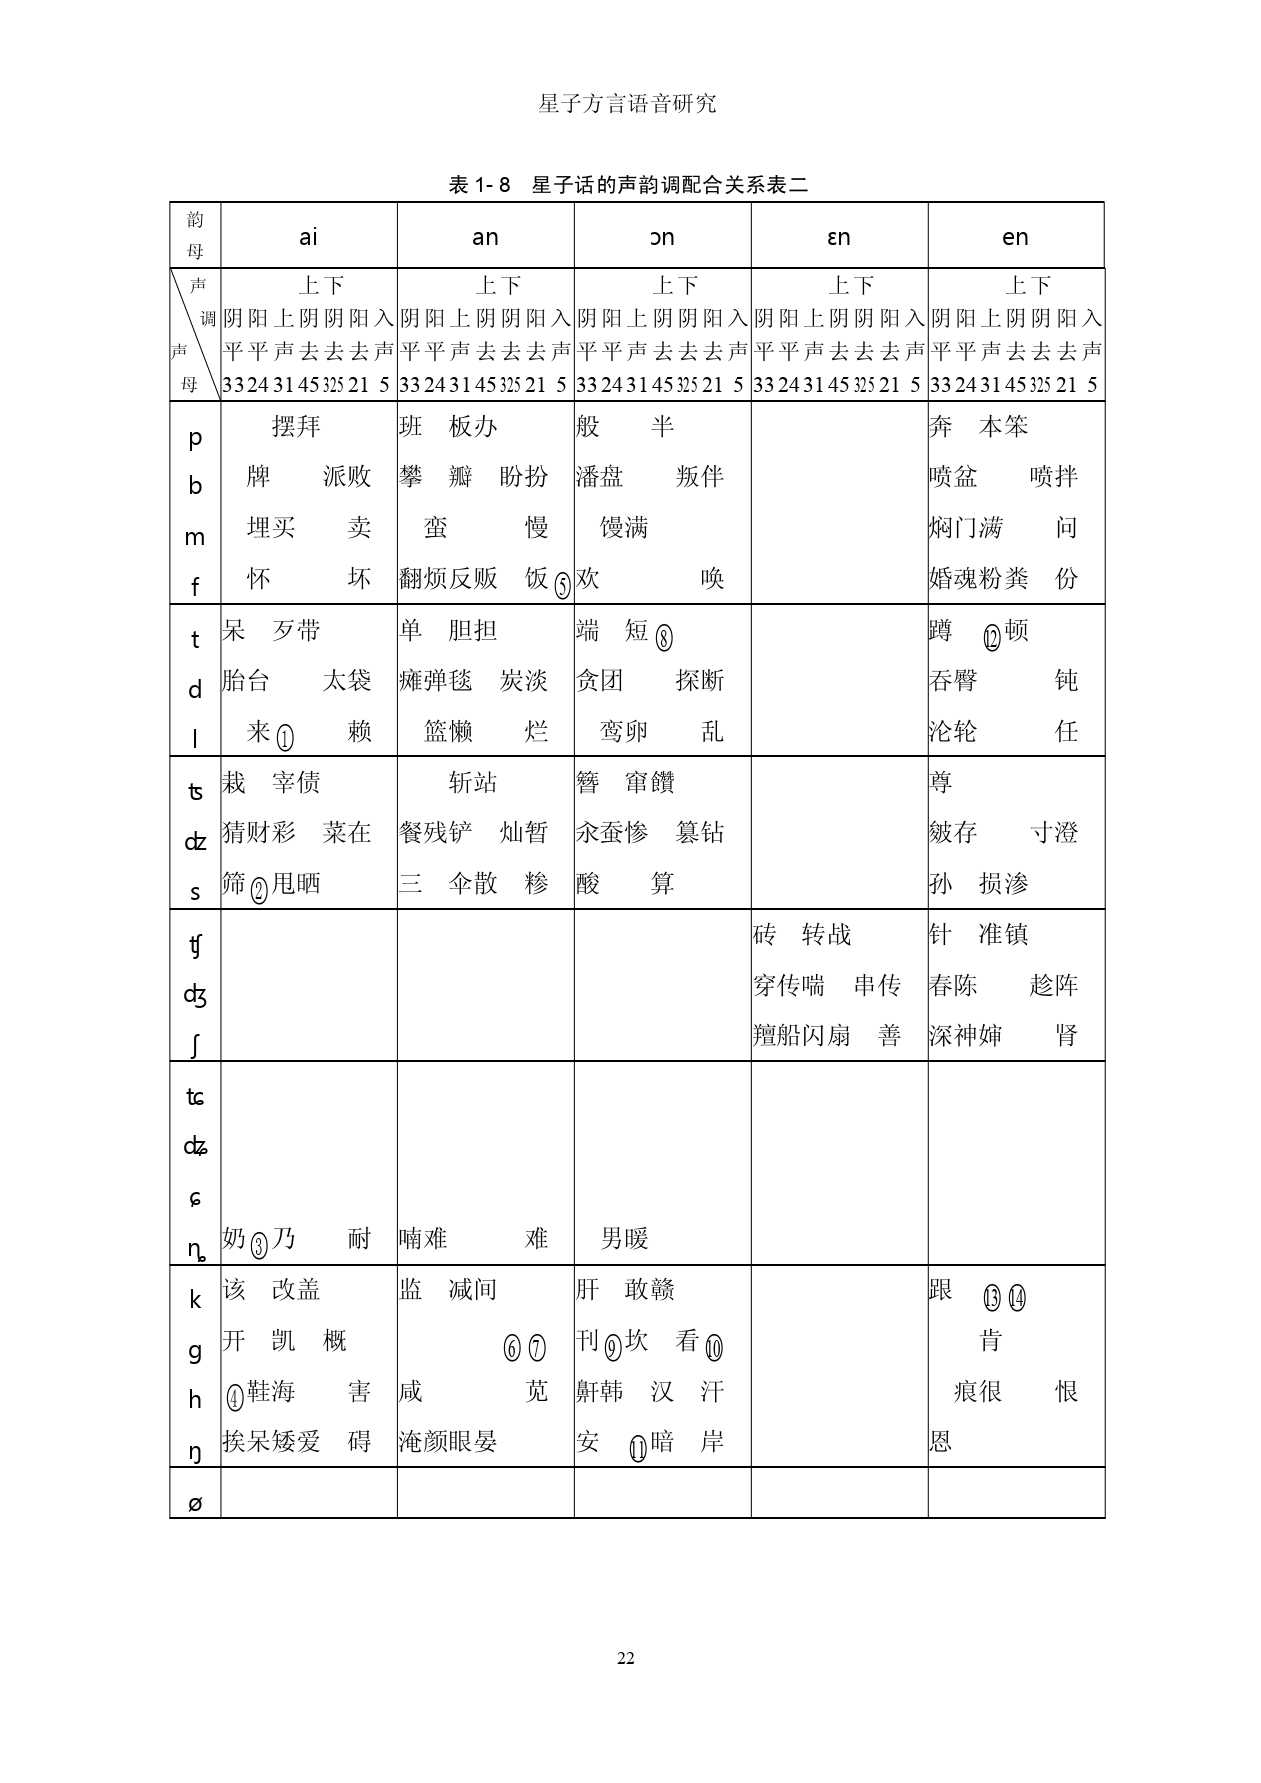 星子方言语音研究
表 1- 8　星子话的声韵调配合关系表二
韵母 ai an ɔn ɛn en
声调 上下 上下 上下 上下 上下
阴阳上阴阴阳入 阴阳上阴阴阳入 阴阳上阴阴阳入 阴阳上阴阴阳入 阴阳上阴阴阳入
声 平平声去去去声 平平声去去去声 平平声去去去声 平平声去去去声 平平声去去去声
母 33 24 31 45 325 21 5 33 24 31 45 325 21 5 33 24 31 45 325 21 5 33 24 31 45 325 21 5 33 24 31 45 325 21 5
p 摆拜 班　板办 般　　半 奔　本笨
b 牌　　派败 攀　瓣　盼扮 潘盘　　叛伴 喷盆　　喷拌
m 埋买　　卖 蛮　　　慢 馒满 焖门满　　问
f 怀　　　坏 翻烦反贩　饭⑤ 欢　　　　唤 婚魂粉粪　份
t 呆　歹带 单　胆担 端　短⑧ 蹲　⑫顿
d 胎台　　太袋 瘫弹毯　炭淡 贪团　　探断 吞臀　　　钝
l 来①　　赖 篮懒　　烂 鸾卵　　乱 沦轮　　　任
ʦ 栽　宰债 斩站 簪　窜饡 尊
ʣ 猜财彩　菜在 餐残铲　灿暂 氽蚕惨　篡钻 皴存　　寸澄
s 筛②甩晒 三　伞散　糁 酸　　算 孙　损渗
ʧ 砖　转战 针　准镇
ʤ 穿传喘　串传 春陈　　趁阵
ʃ 羶船闪扇　善 深神婶　　肾
ʨ
ʥ
ɕ
ȵ 奶③乃　　耐 喃难　　　难 男暖
k 该　改盖 监　减间 肝　敢赣 跟　⑬⑭
g 开　凯　概 ⑥⑦ 刊⑨坎　看⑩ 肯
h ④鞋海　　害 咸　　　　苋 鼾韩　汉　汗 痕很　　恨
ŋ 挨呆矮爱　碍 淹颜眼晏 安　⑪暗　岸 恩
ø
22